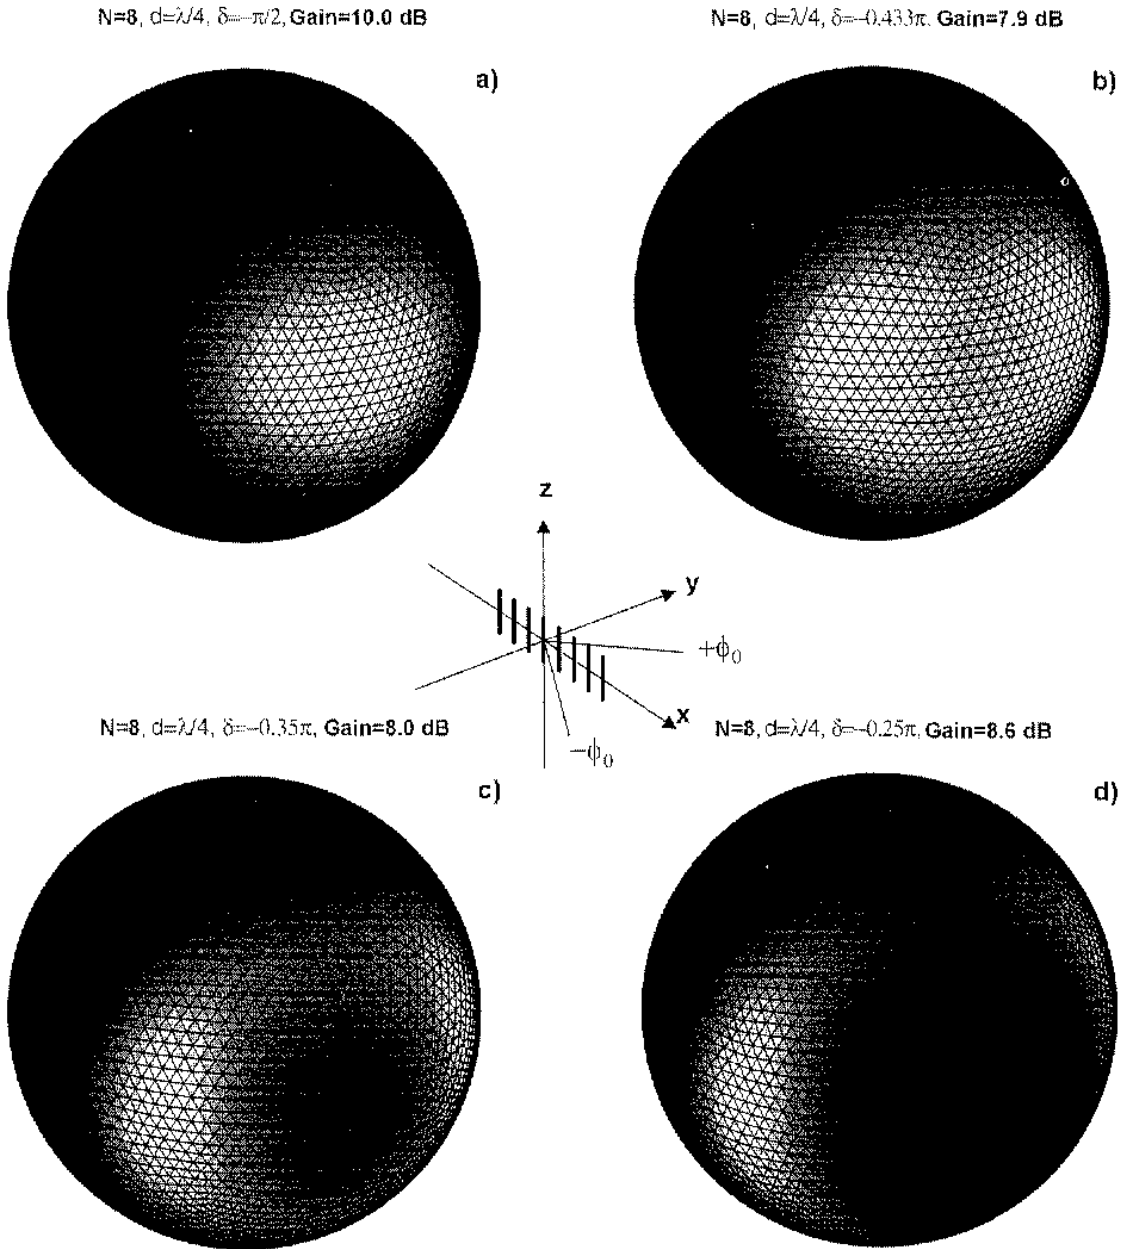 N=8, d=λ/4, δ=−π/2, Gain=10.0 dB
N=8, d=λ/4, δ=−0.433π, Gain=7.9 dB
a)
b)
z
y
+ϕ₀
x
−ϕ₀
N=8, d=λ/4, δ=−0.35π, Gain=8.0 dB
N=8, d=λ/4, δ=−0.25π, Gain=8.6 dB
c)
d)